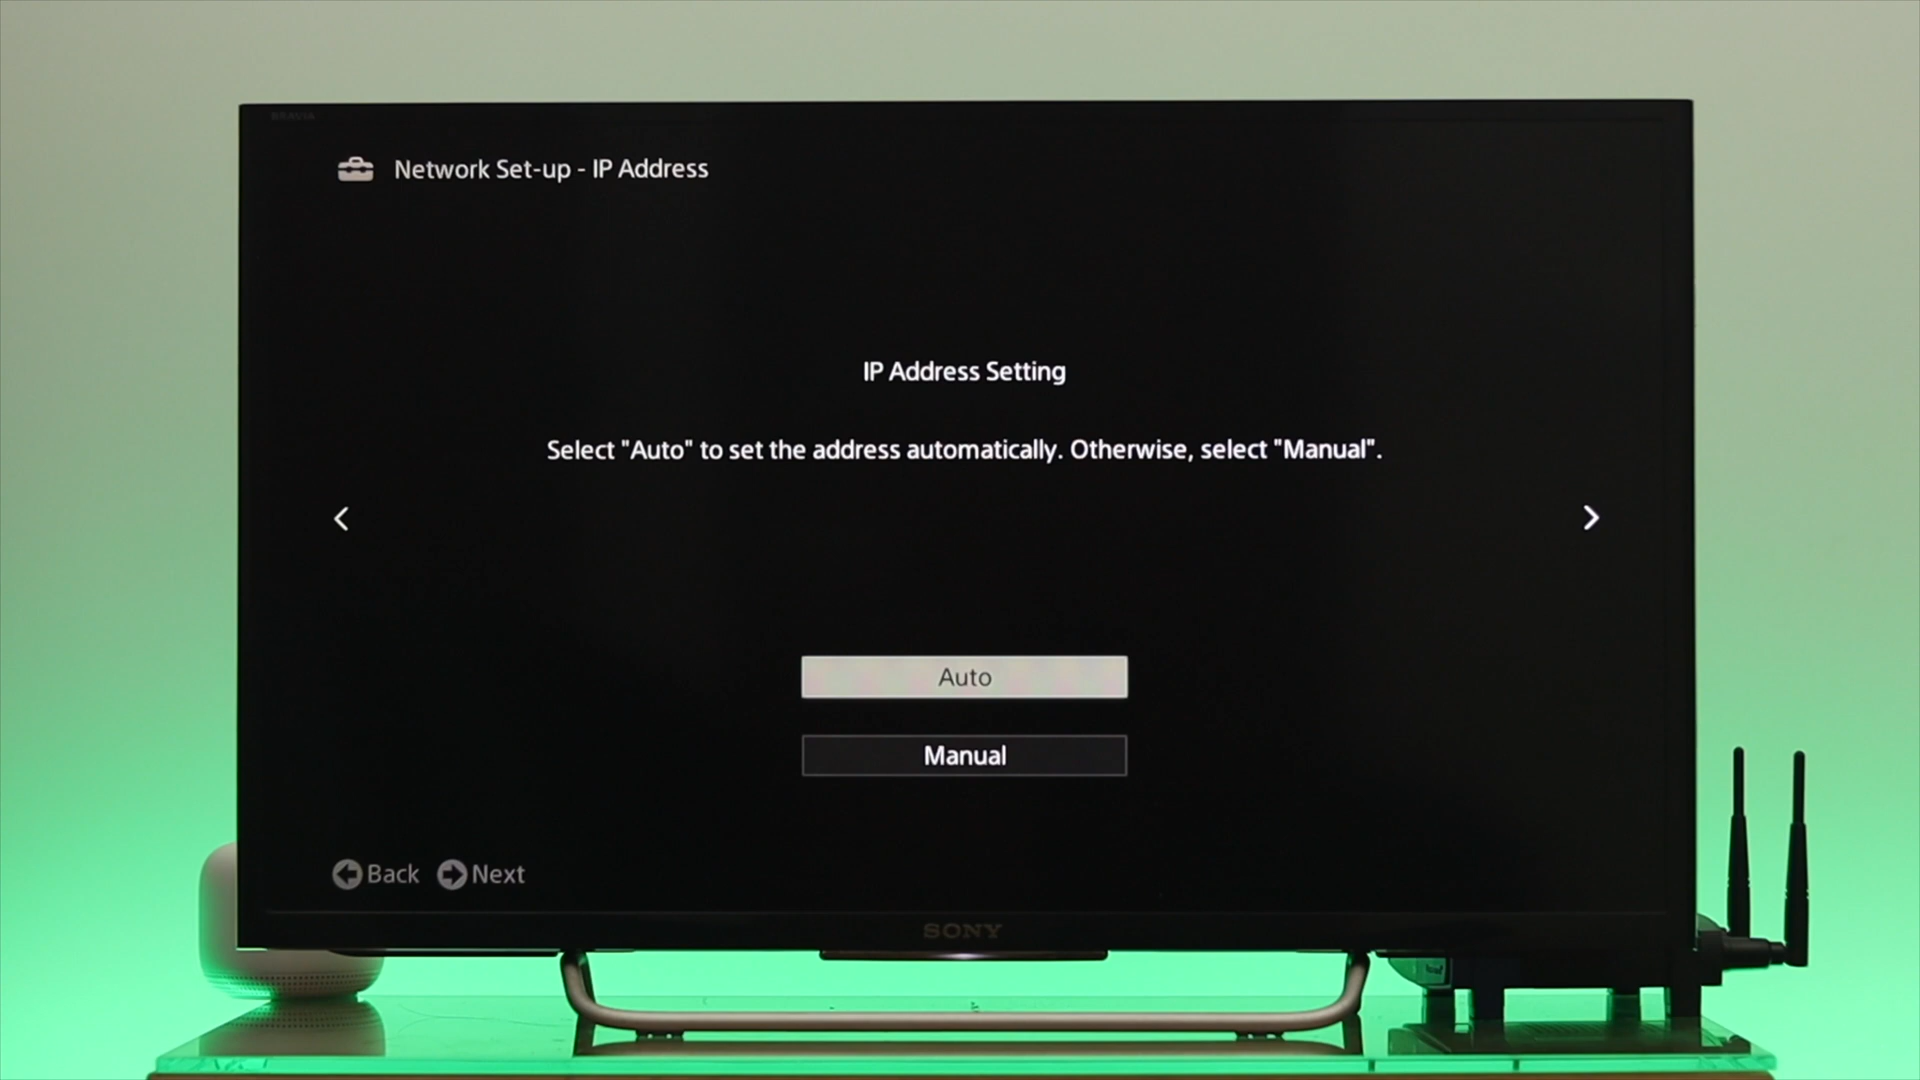 BRAVIA
Network Set-up - IP Address
IP Address Setting
Select "Auto" to set the address automatically. Otherwise, select "Manual".
Auto
Manual
Back Next
SONY